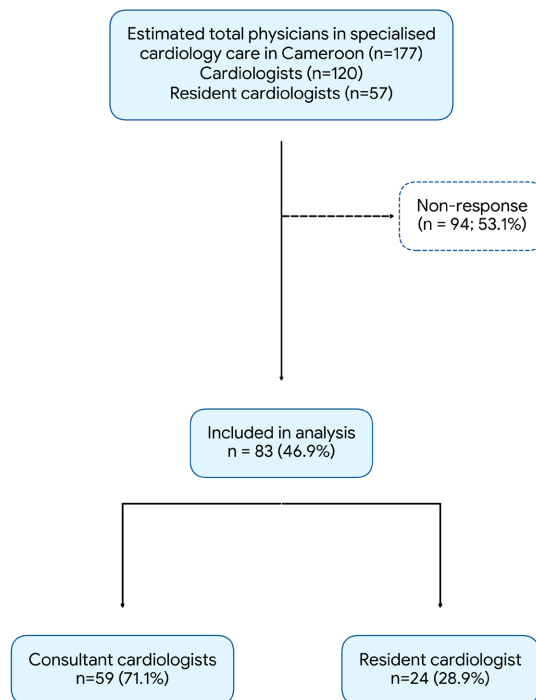 Estimated total physicians in specialised
cardiology care in Cameroon (n=177)
Cardiologists (n=120)
Resident cardiologists (n=57)
Non-response
(n = 94; 53.1%)
Included in analysis
n = 83 (46.9%)
Consultant cardiologists
n=59 (71.1%)
Resident cardiologist
n=24 (28.9%)